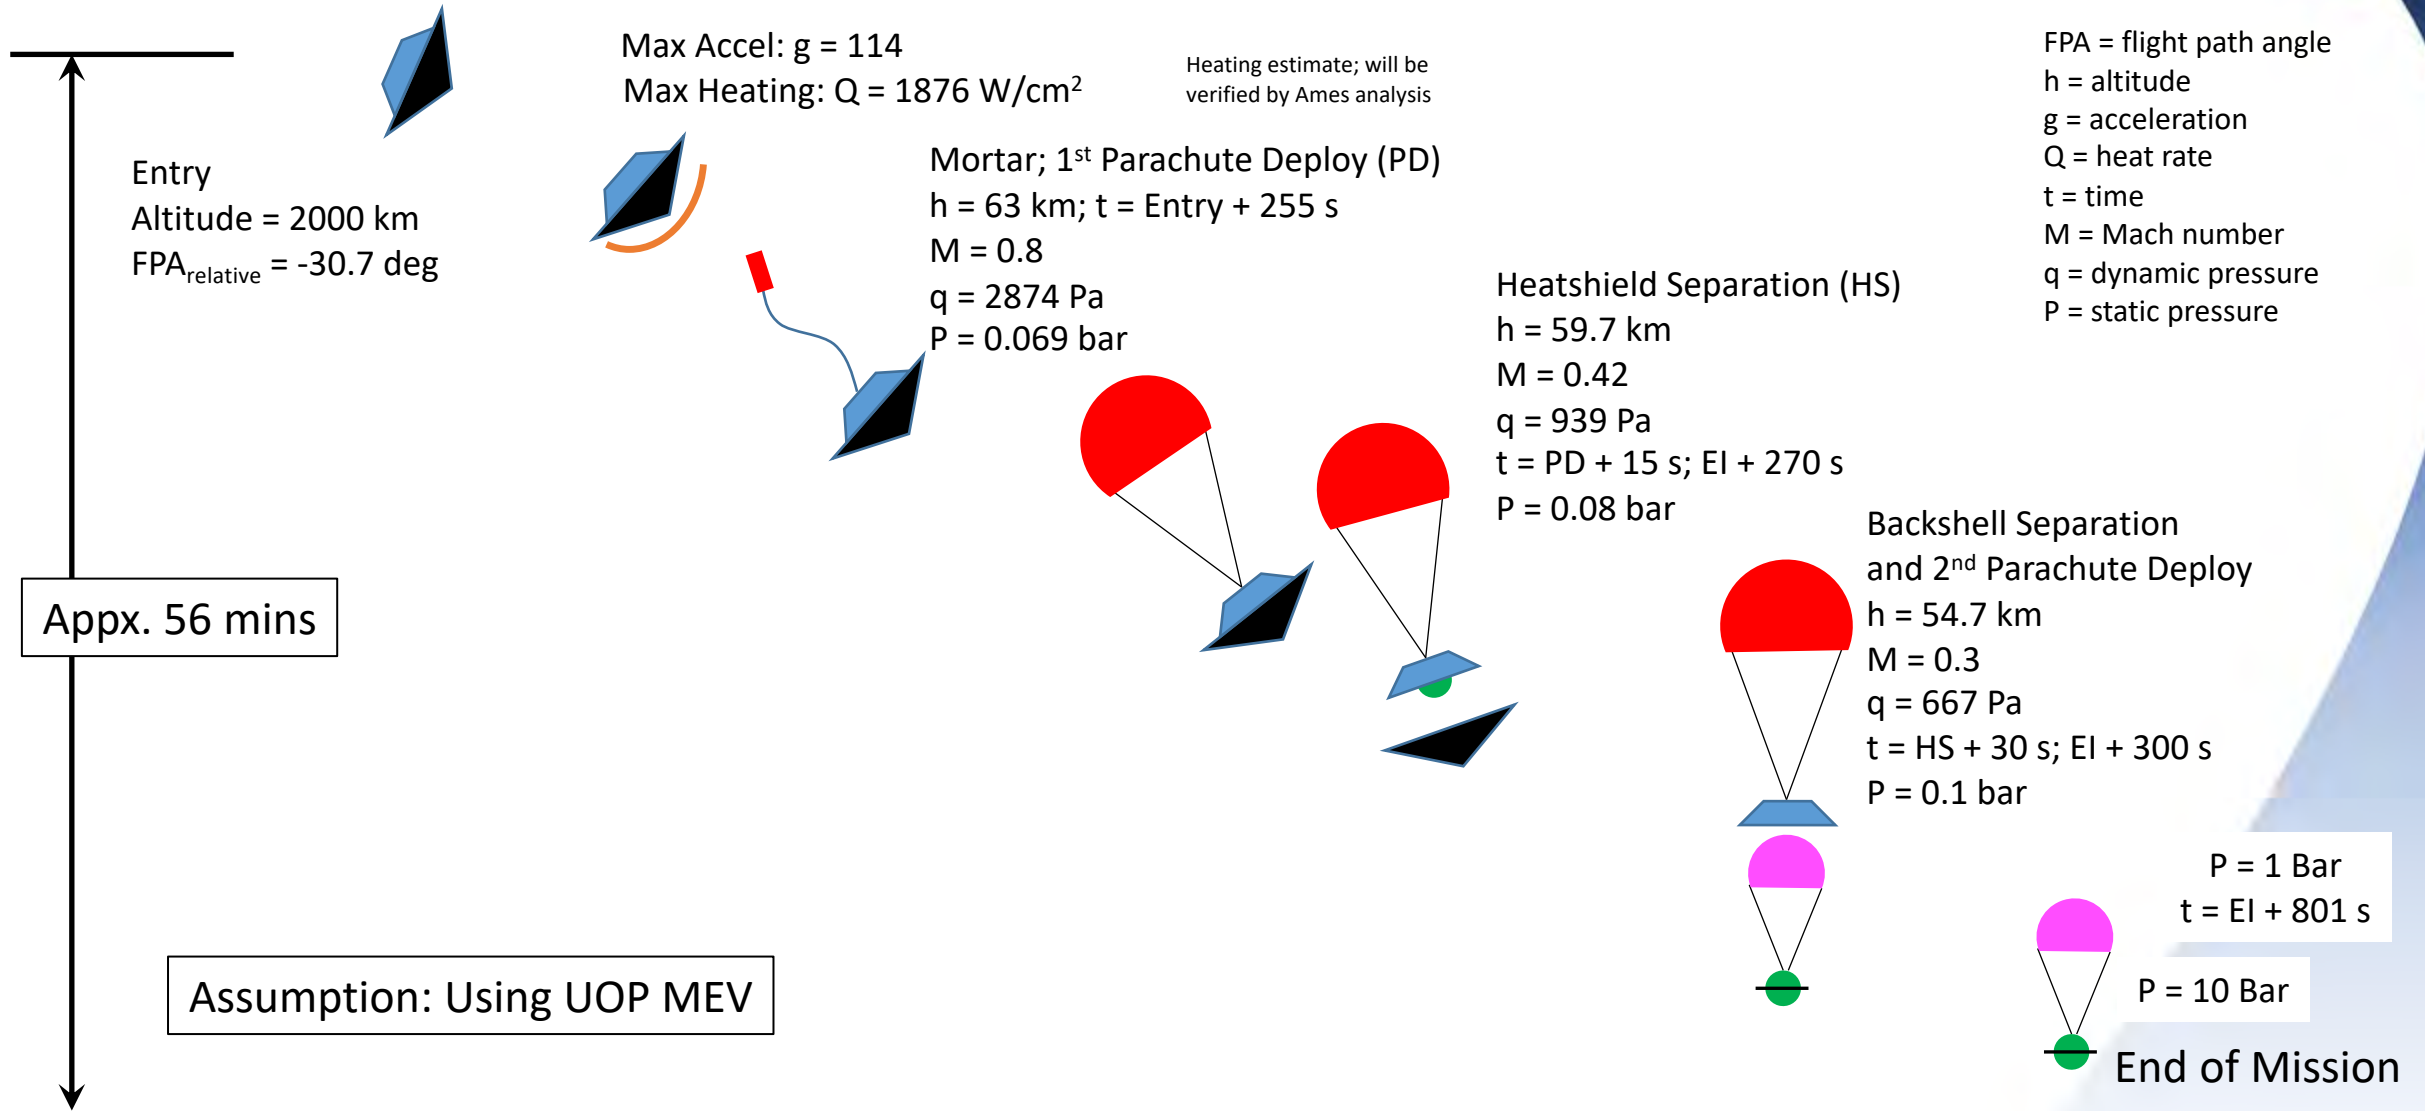 Max Accel: g = 114
Max Heating: Q = 1876 W/cm²
Heating estimate; will be
verified by Ames analysis
FPA = flight path angle
h = altitude
g = acceleration
Q = heat rate
t = time
M = Mach number
q = dynamic pressure
P = static pressure
Entry
Altitude = 2000 km
FPA_relative = -30.7 deg
Mortar; 1st Parachute Deploy (PD)
h = 63 km; t = Entry + 255 s
M = 0.8
q = 2874 Pa
P = 0.069 bar
Heatshield Separation (HS)
h = 59.7 km
M = 0.42
q = 939 Pa
t = PD + 15 s; EI + 270 s
P = 0.08 bar
Backshell Separation
and 2nd Parachute Deploy
h = 54.7 km
M = 0.3
q = 667 Pa
t = HS + 30 s; EI + 300 s
P = 0.1 bar
Appx. 56 mins
P = 1 Bar
t = EI + 801 s
P = 10 Bar
End of Mission
Assumption: Using UOP MEV